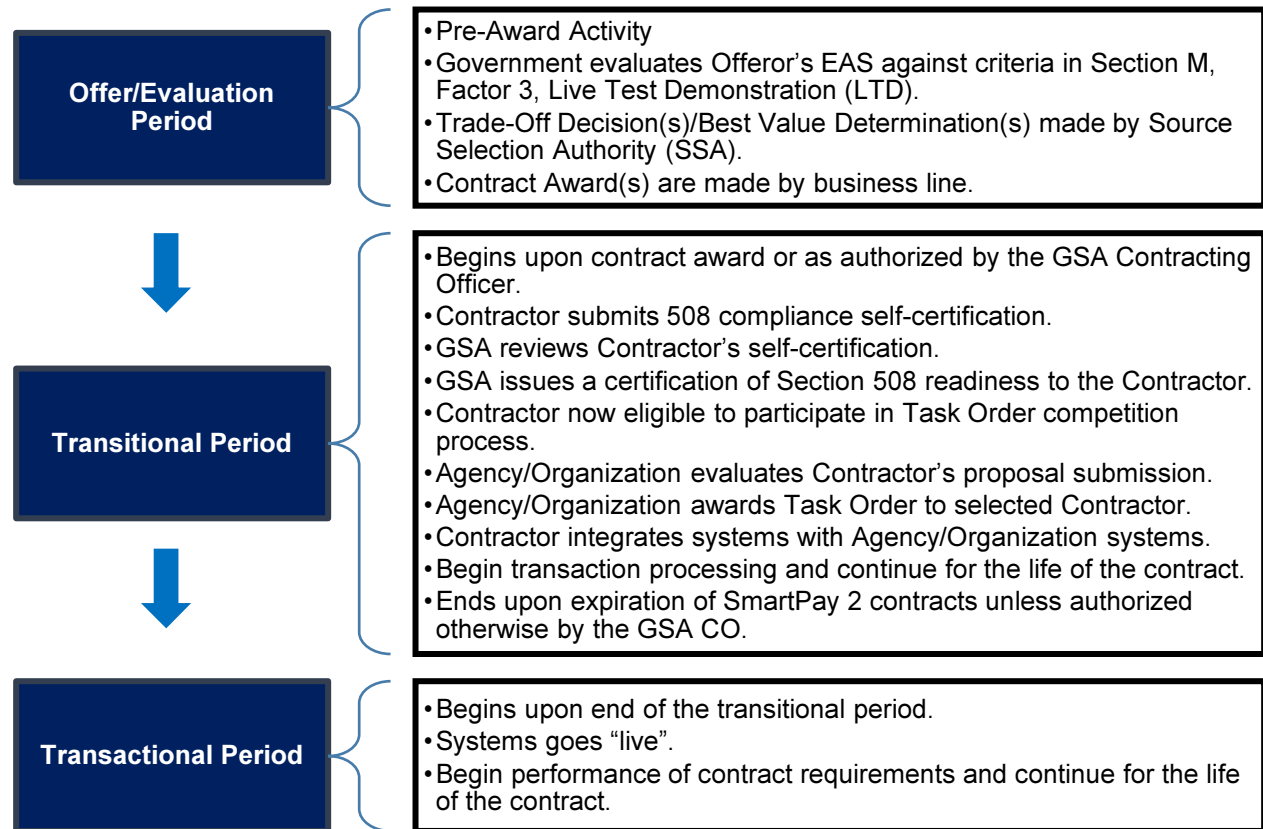 Offer/Evaluation
Period
•Pre-Award Activity
•Government evaluates Offeror’s EAS against criteria in Section M,
Factor 3, Live Test Demonstration (LTD).
•Trade-Off Decision(s)/Best Value Determination(s) made by Source
Selection Authority (SSA).
•Contract Award(s) are made by business line.
Transitional Period
•Begins upon contract award or as authorized by the GSA Contracting
Officer.
•Contractor submits 508 compliance self-certification.
•GSA reviews Contractor’s self-certification.
•GSA issues a certification of Section 508 readiness to the Contractor.
•Contractor now eligible to participate in Task Order competition
process.
•Agency/Organization evaluates Contractor’s proposal submission.
•Agency/Organization awards Task Order to selected Contractor.
•Contractor integrates systems with Agency/Organization systems.
•Begin transaction processing and continue for the life of the contract.
•Ends upon expiration of SmartPay 2 contracts unless authorized
otherwise by the GSA CO.
Transactional Period
•Begins upon end of the transitional period.
•Systems goes “live”.
•Begin performance of contract requirements and continue for the life
of the contract.